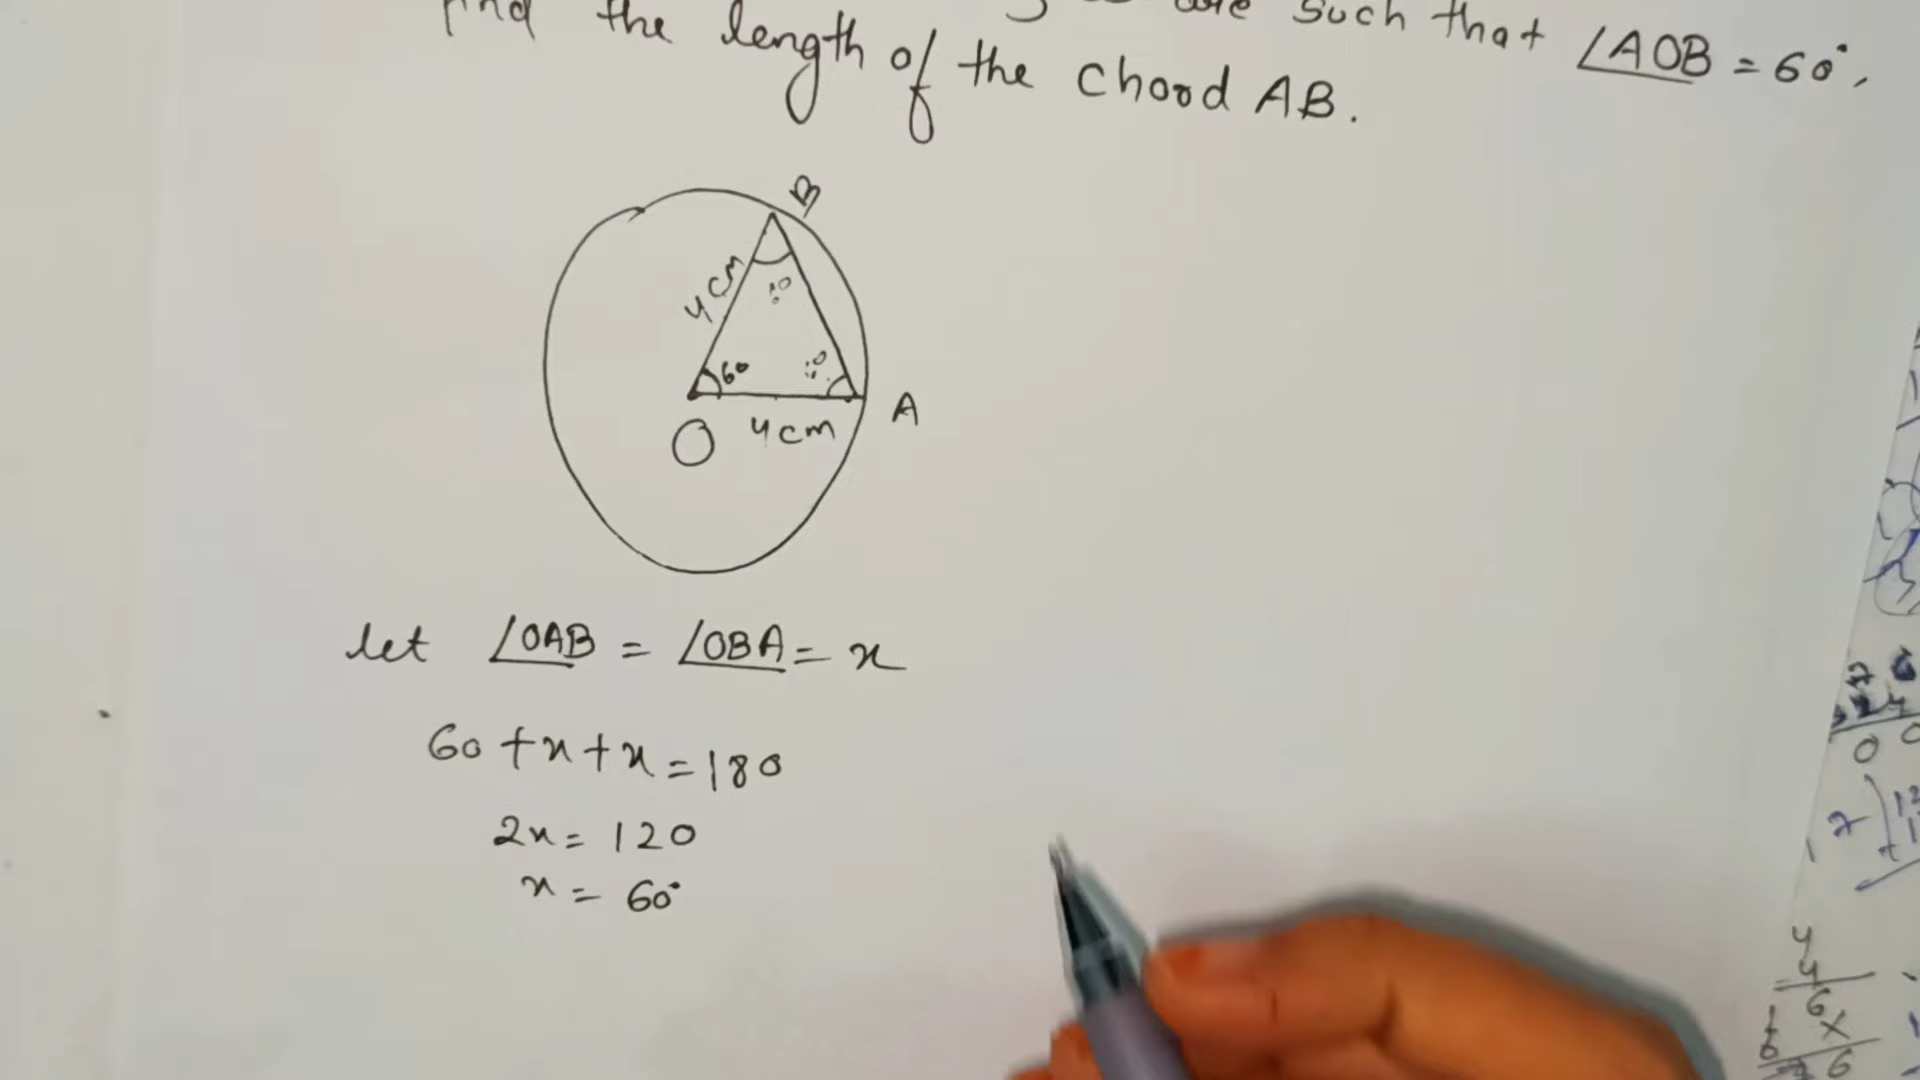 such that ∠AOB = 60°.
find the length of the chord AB.
B
4cm
60
O
4cm
A
let ∠OAB = ∠OBA = x
60 + x + x = 180
2x = 120
x = 60°